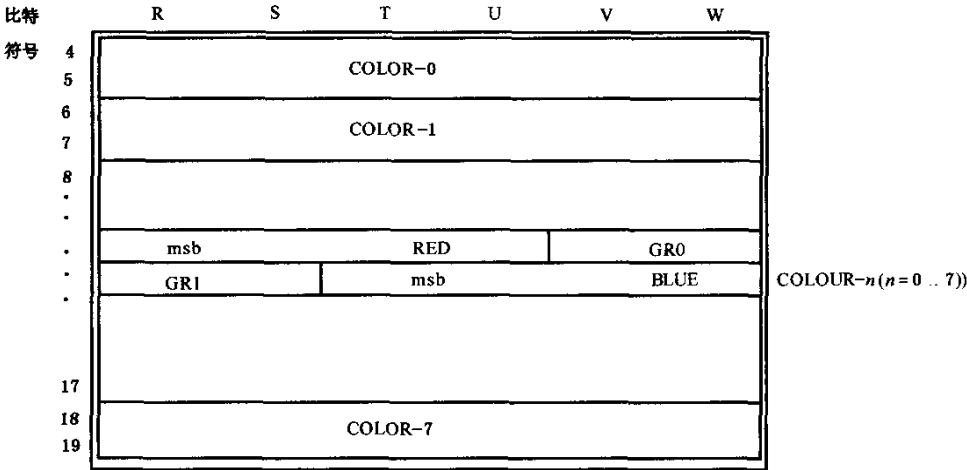 比特 R S T U V W
符号 4
COLOR-0
5
6
COLOR-1
7
8
.
.
. msb RED GR0
. GR1 msb BLUE COLOUR-n(n=0 .. 7))
.
17
18
COLOR-7
19